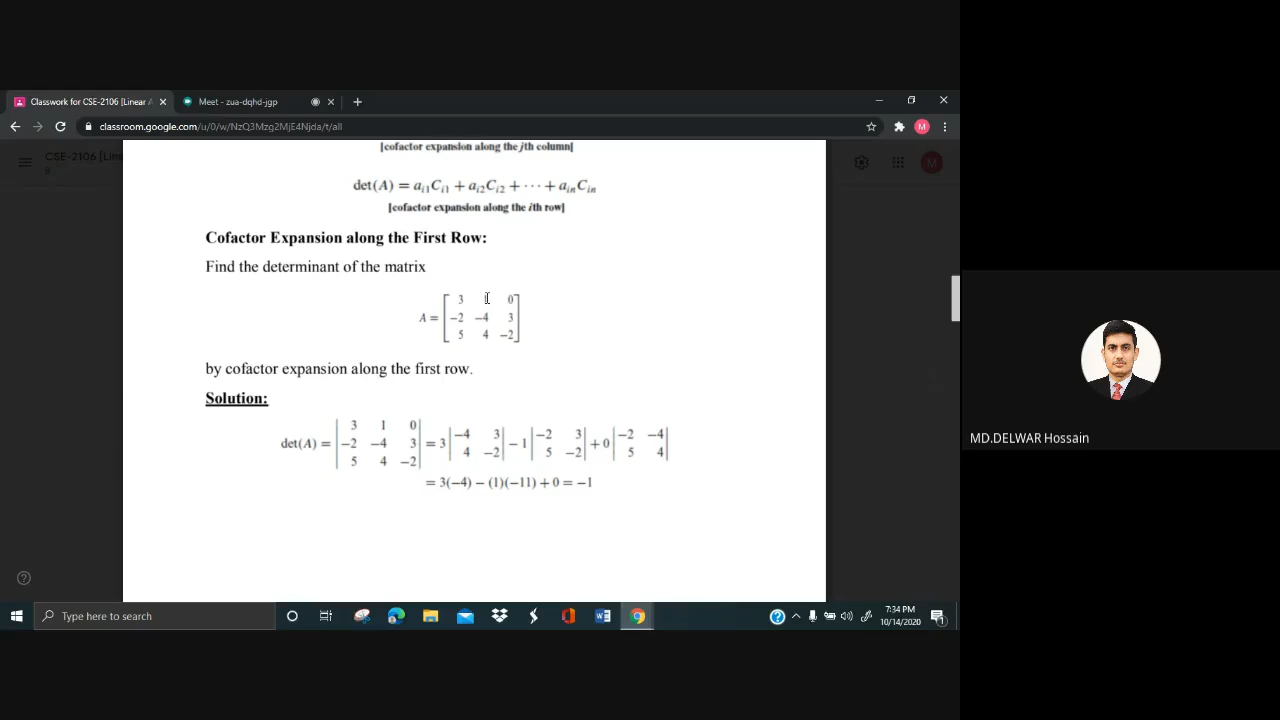 Classwork for CSE-2106 [Linear A
Meet - zua-dqhd-jgp
classroom.google.com/u/0/w/NzQ3Mzg2MjE4Njda/t/all
CSE-2106 [Lin
M
[cofactor expansion along the jth column]
det(A) = a_{i1}C_{i1} + a_{i2}C_{i2} + ··· + a_{in}C_{in}
[cofactor expansion along the ith row]
Cofactor Expansion along the First Row:
Find the determinant of the matrix
A = [3 1 0
−2 −4 3
5 4 −2]
by cofactor expansion along the first row.
Solution:
det(A) = |3 1 0; −2 −4 3; 5 4 −2| = 3|−4 3; 4 −2| − 1|−2 3; 5 −2| + 0|−2 −4; 5 4|
= 3(−4) − (1)(−11) + 0 = −1
MD.DELWAR Hossain
Type here to search
7:34 PM
10/14/2020